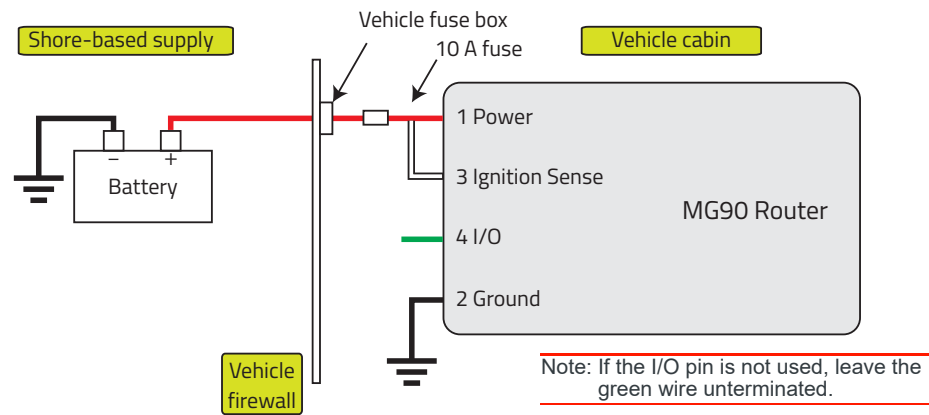 Vehicle fuse box
Shore-based supply
10 A fuse
Vehicle cabin
1 Power
– +
Battery
3 Ignition Sense
MG90 Router
4 I/O
2 Ground
Vehicle
firewall
Note: If the I/O pin is not used, leave the
green wire unterminated.